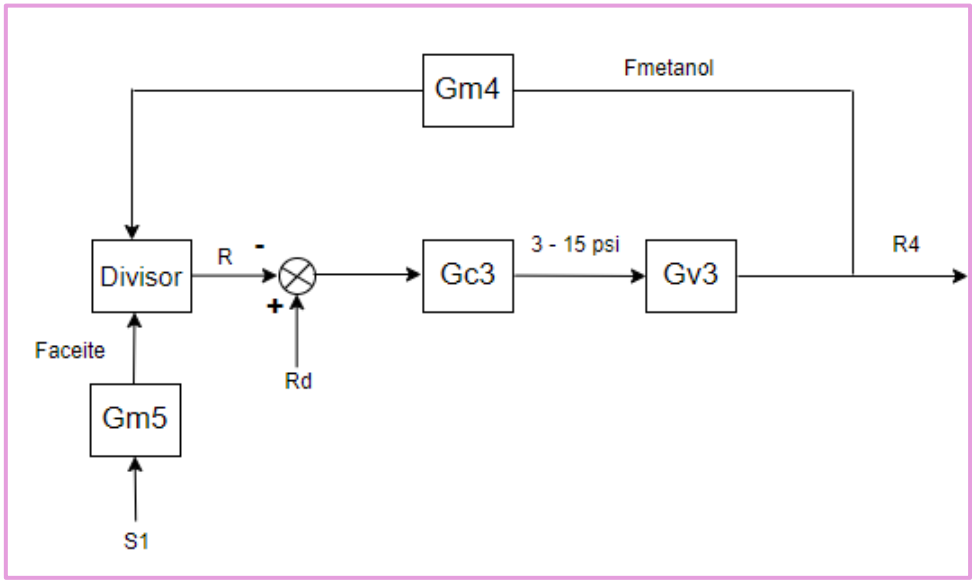 Fmetanol
Gm4
3 - 15 psi
R4
R
-
Divisor
Gc3
Gv3
+
Faceite
Rd
Gm5
S1